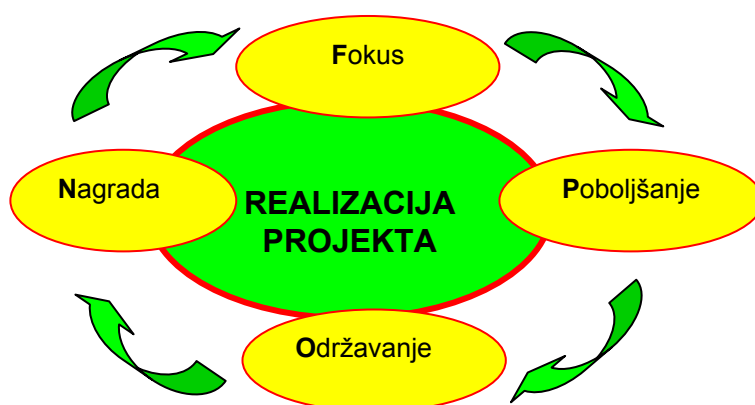 Fokus
Nagrada
REALIZACIJA
PROJEKTA
Poboljšanje
Održavanje